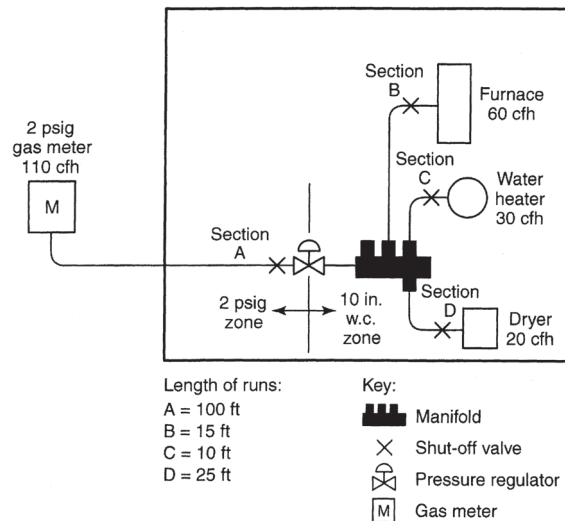 Section
B
Furnace
60 cfh
2 psig
gas meter
110 cfh
M
Section
C
Water
heater
30 cfh
Section
A
Section
D
Dryer
20 cfh
2 psig
zone
10 in.
w.c.
zone
Length of runs:
A = 100 ft
B = 15 ft
C = 10 ft
D = 25 ft
Key:
Manifold
Shut-off valve
Pressure regulator
M
Gas meter